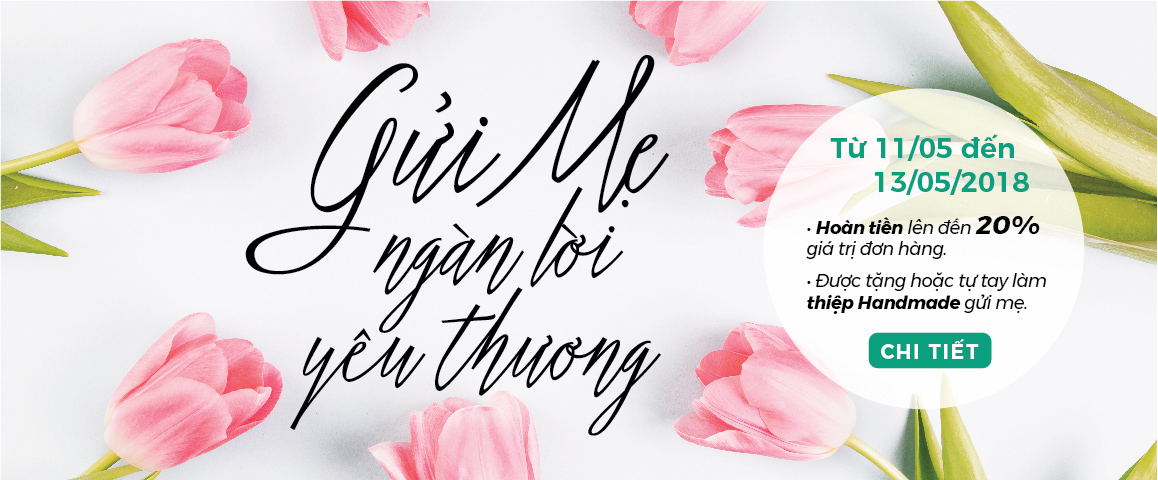 Gửi Mẹ
ngàn lời
yêu thương
Từ 11/05 đến
13/05/2018
• Hoàn tiền lên đến 20%
giá trị đơn hàng.
• Được tặng hoặc tự tay làm
thiệp Handmade gửi mẹ.
CHI TIẾT